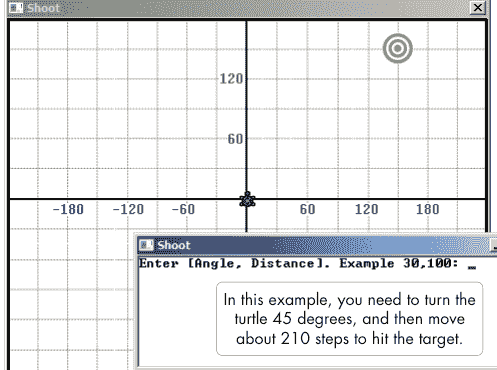 Shoot
120
60
-180 -120 -60 60 120 180
Shoot
Enter [Angle, Distance]. Example 30,100: _
In this example, you need to turn the
turtle 45 degrees, and then move
about 210 steps to hit the target.